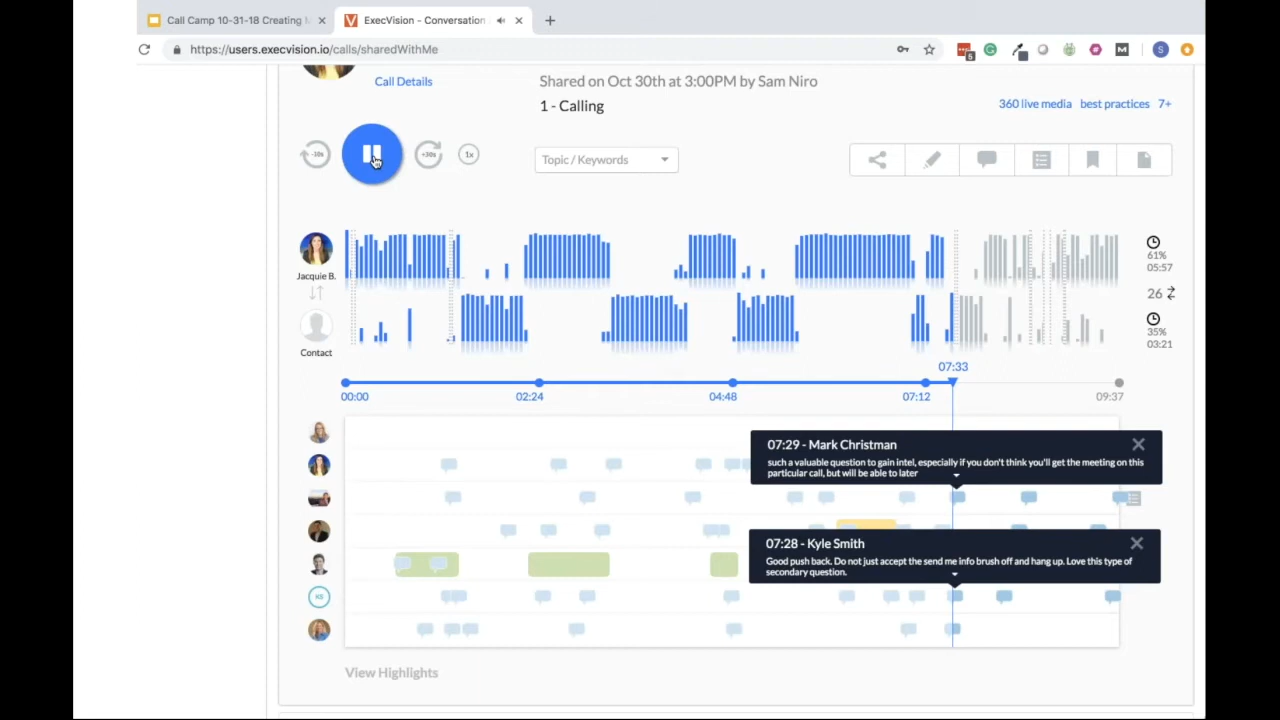 Call Camp 10-31-18 Creating
ExecVision - Conversation
https://users.execvision.io/calls/sharedWithMe
5
M
S
Call Details
Shared on Oct 30th at 3:00PM by Sam Niro
1 - Calling
360 live media best practices 7+
-30s
+30s
1x
Topic / Keywords
Jacquie B.
61%
05:57
26
Contact
35%
03:21
07:33
00:00
02:24
04:48
07:12
09:37
07:29 - Mark Christman
such a valuable question to gain intel, especially if you don't think you'll get the meeting on this
particular call, but will be able to later
07:28 - Kyle Smith
Good push back. Do not just accept the send me info brush off and hang up. Love this type of
secondary question.
KS
View Highlights